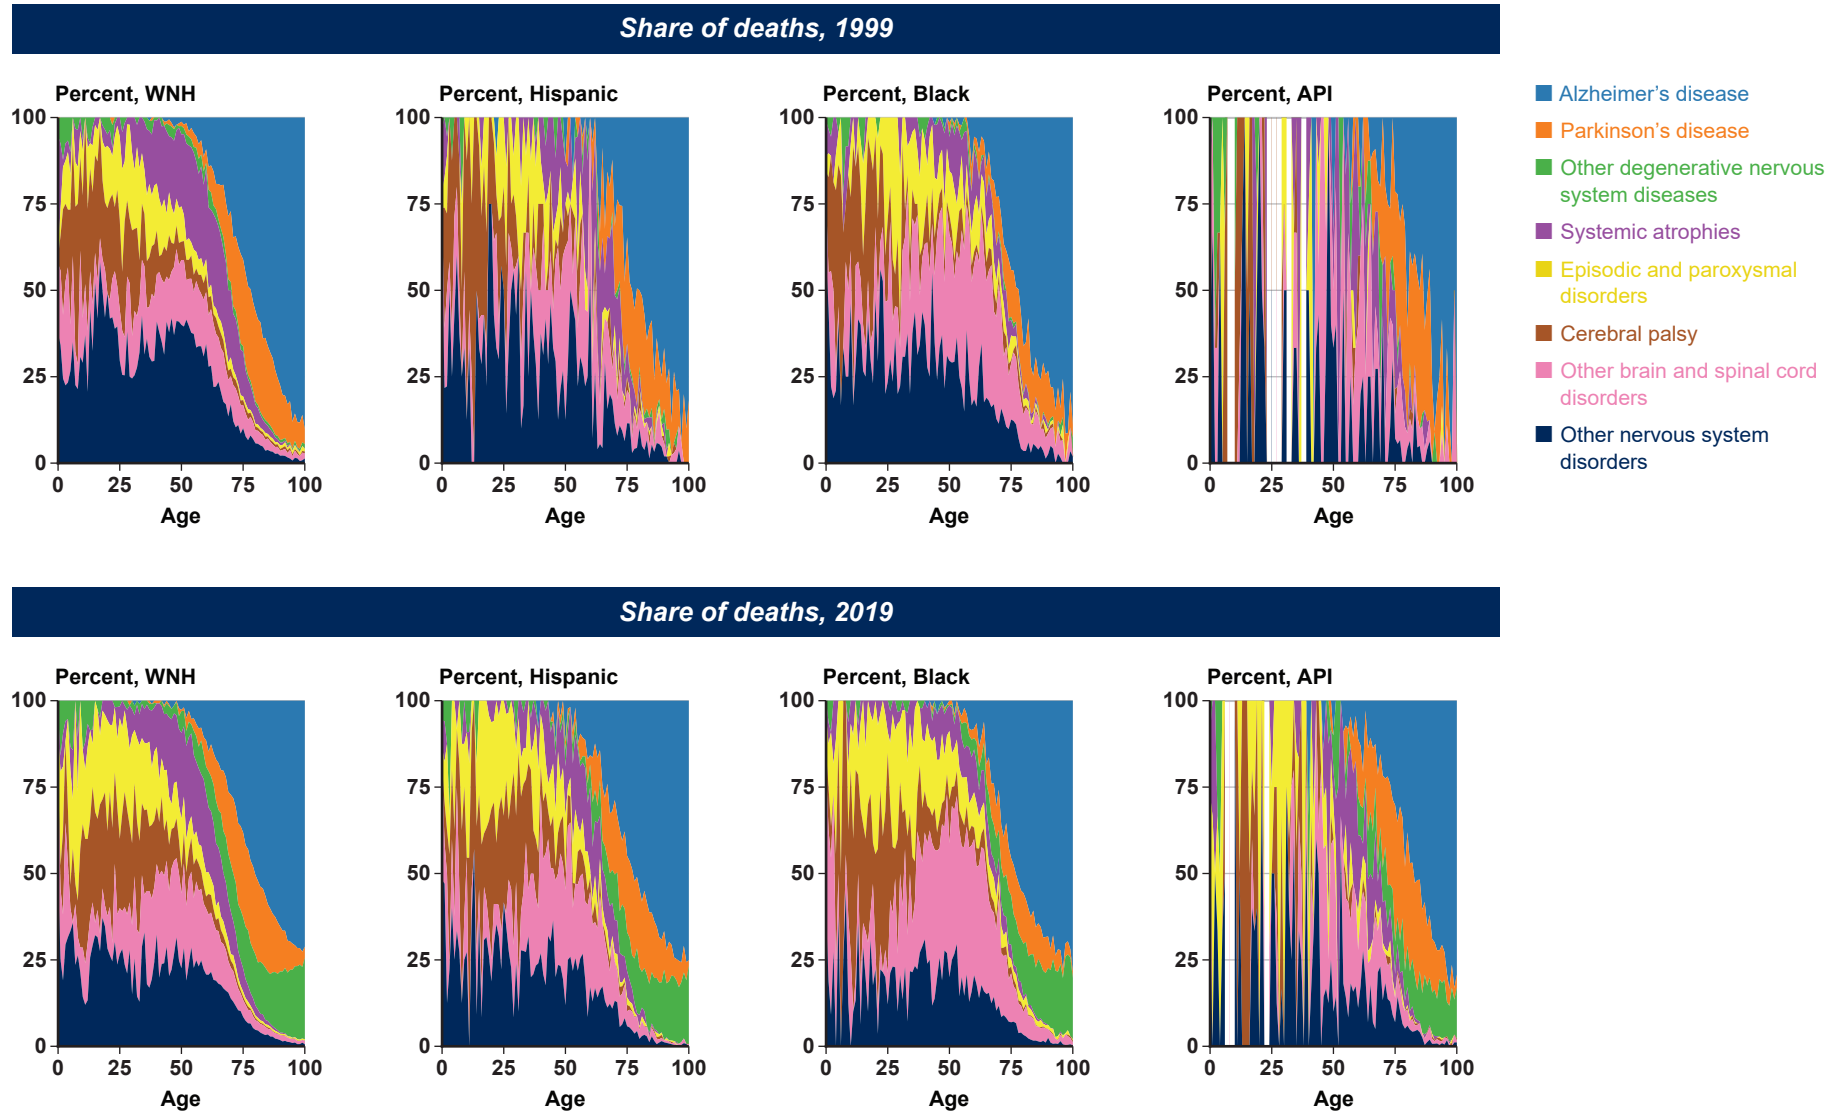 Share of deaths, 1999
Percent, WNH
Percent, Hispanic
Percent, Black
Percent, API
100
75
50
25
0
0 25 50 75 100
Age
100
75
50
25
0
0 25 50 75 100
Age
100
75
50
25
0
0 25 50 75 100
Age
100
75
50
25
0
0 25 50 75 100
Age
Alzheimer's disease
Parkinson's disease
Other degenerative nervous
system diseases
Systemic atrophies
Episodic and paroxysmal
disorders
Cerebral palsy
Other brain and spinal cord
disorders
Other nervous system
disorders
Share of deaths, 2019
Percent, WNH
Percent, Hispanic
Percent, Black
Percent, API
100
75
50
25
0
0 25 50 75 100
Age
100
75
50
25
0
0 25 50 75 100
Age
100
75
50
25
0
0 25 50 75 100
Age
100
75
50
25
0
0 25 50 75 100
Age